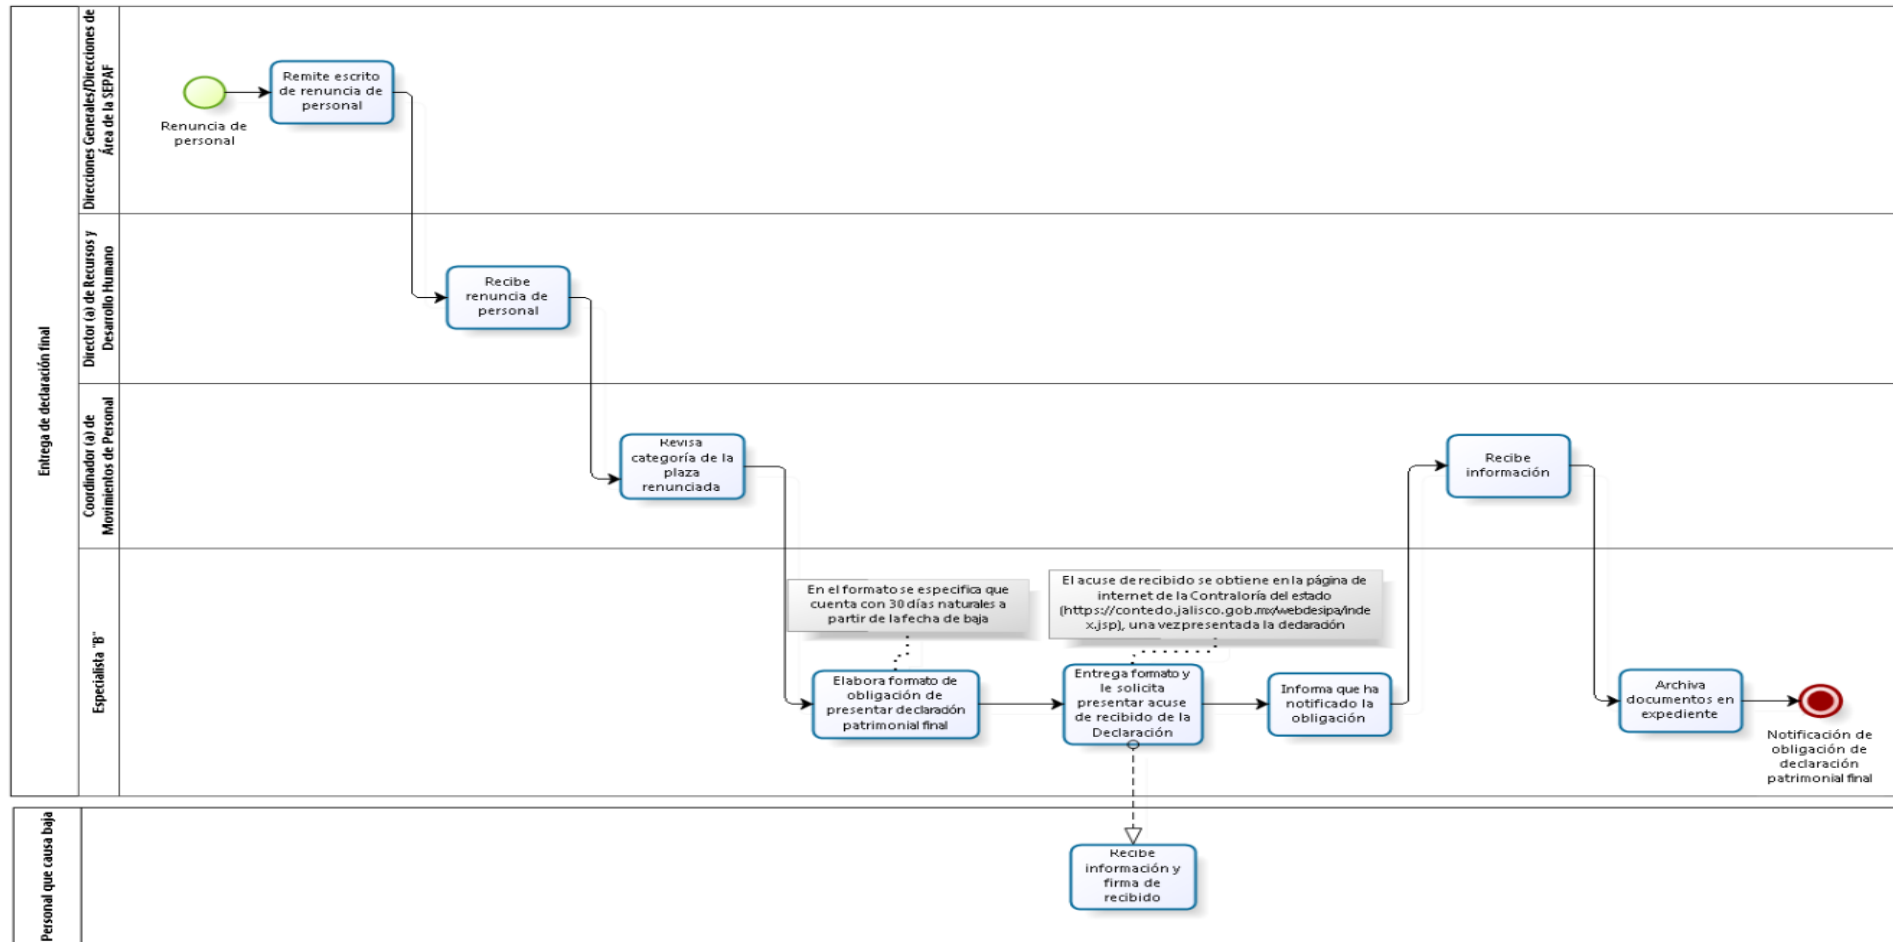 Entrega de declaración final
Direcciones Generales/Direcciones de
Área de la SEPAF
Renuncia de
personal
Remite escrito
de renuncia de
personal
Director (a) de Recursos y
Desarrollo Humano
Recibe
renuncia de
personal
Coordinador (a) de
Movimientos de Personal
Revisa
categoría de la
plaza
renunciada
Recibe
información
Especialista "B"
En el formato se especifica que
cuenta con 30 días naturales a
partir de la fecha de baja
El acuse de recibido se obtiene en la página de
internet de la Contraloría del estado
(https://contedo.jalisco.gob.mx/webdesipa/inde
x.jsp), una vez presentada la declaración
Elabora formato de
obligación de
presentar declaración
patrimonial final
Entrega formato y
le solicita
presentar acuse
de recibido de la
Declaración
Informa que ha
notificado la
obligación
Archiva
documentos en
expediente
Notificación de
obligación de
declaración
patrimonial final
Personal que causa baja
Recibe
información y
firma de
recibido